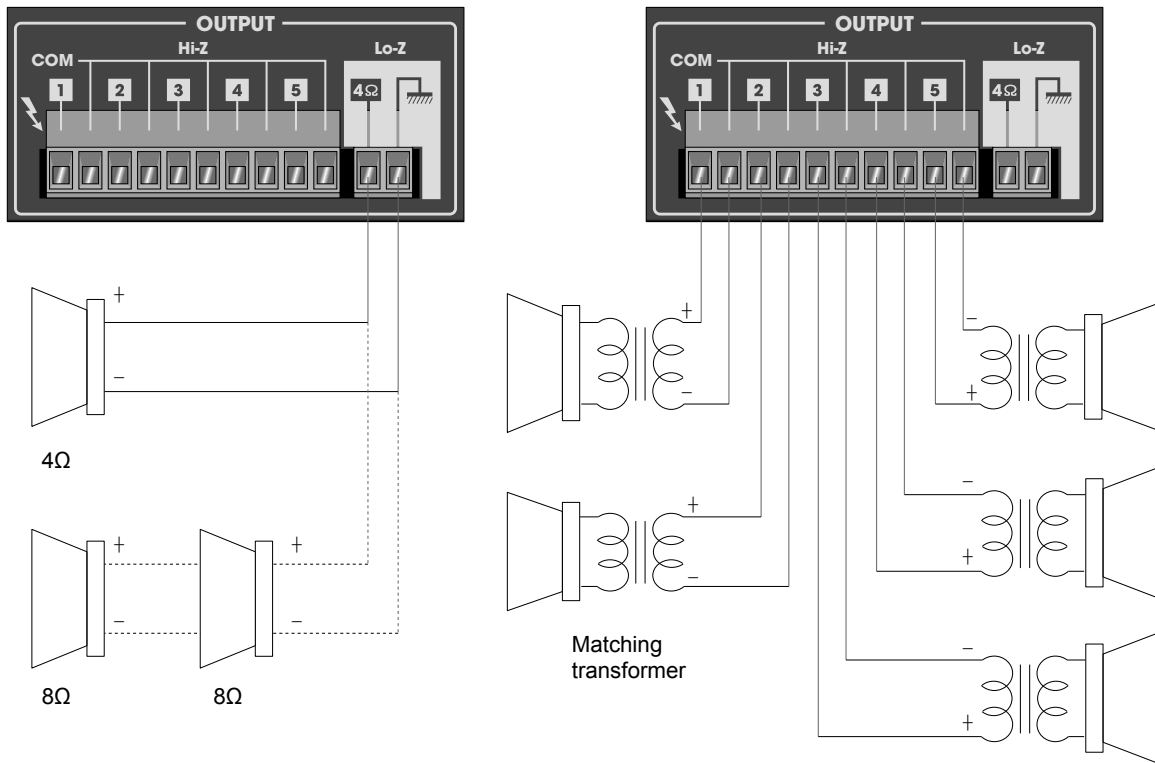 OUTPUT
Hi-Z
Lo-Z
COM
1 2 3 4 5 4Ω
+
−
4Ω
+ +
− −
8Ω 8Ω
OUTPUT
Hi-Z
Lo-Z
COM
1 2 3 4 5 4Ω
+ −
− +
+ −
− +
Matching
transformer
−
+